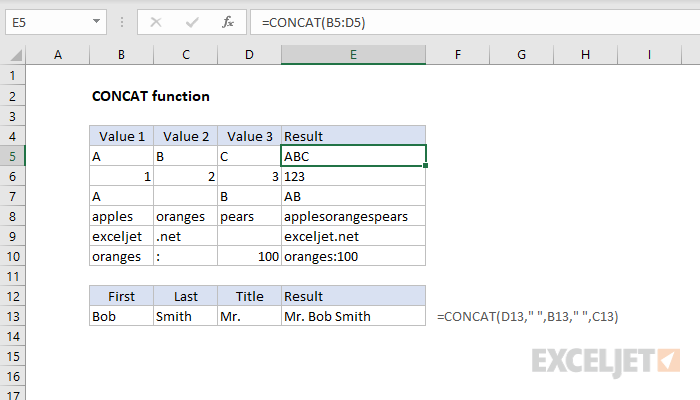 E5 fx =CONCAT(B5:D5)
A B C D E F G H I
1
2 CONCAT function
3
4 Value 1 Value 2 Value 3 Result
5 A B C ABC
6 1 2 3 123
7 A B AB
8 apples oranges pears applesorangespears
9 exceljet .net exceljet.net
10 oranges : 100 oranges:100
11
12 First Last Title Result
13 Bob Smith Mr. Mr. Bob Smith =CONCAT(D13," ",B13," ",C13)
14
15
16
17
EXCELJET